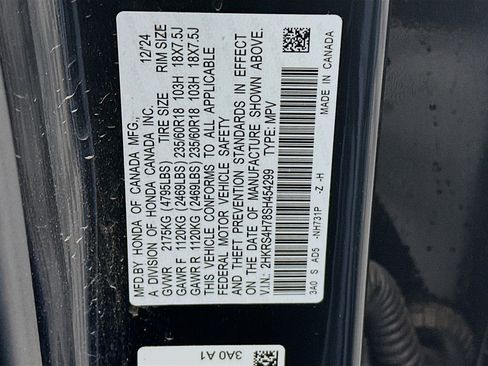 MFD BY HONDA OF CANADA MFG., 12/24
A DIVISION OF HONDA CANADA INC.
GVWR 2175KG (4795LBS) TIRE SIZE RIM SIZE
GAWR F 1120KG (2469LBS) 235/60R18 103H 18X7.5J
GAWR R 1120KG (2469LBS) 235/60R18 103H 18X7.5J
THIS VEHICLE CONFORMS TO ALL APPLICABLE
FEDERAL MOTOR VEHICLE SAFETY
AND THEFT PREVENTION STANDARDS IN EFFECT
ON THE DATE OF MANUFACTURE SHOWN ABOVE.
V.I.N.: 2HKRS4H78SH454299 TYPE: MPV
3A0 S AD5 -NH731P -Z -H MADE IN CANADA
3A0 A1